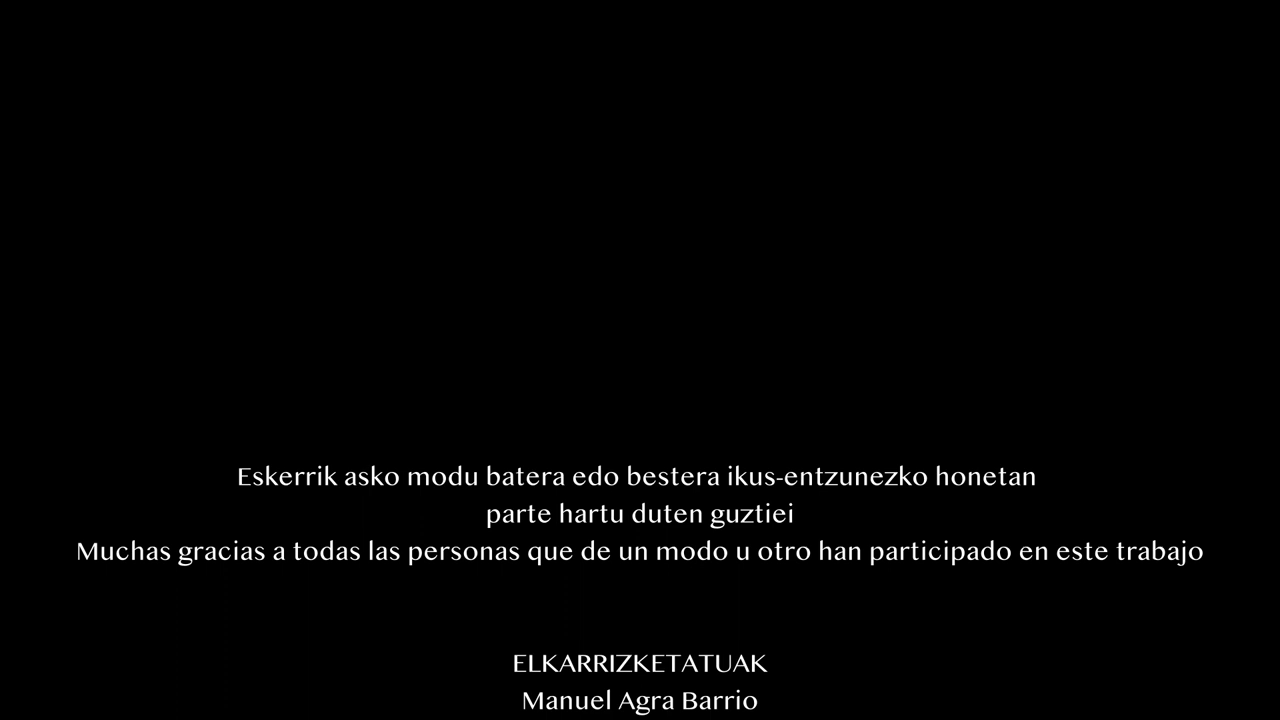 Eskerrik asko modu batera edo bestera ikus-entzunezko honetan
parte hartu duten guztiei
Muchas gracias a todas las personas que de un modo u otro han participado en este trabajo
ELKARRIZKETATUAK
Manuel Agra Barrio